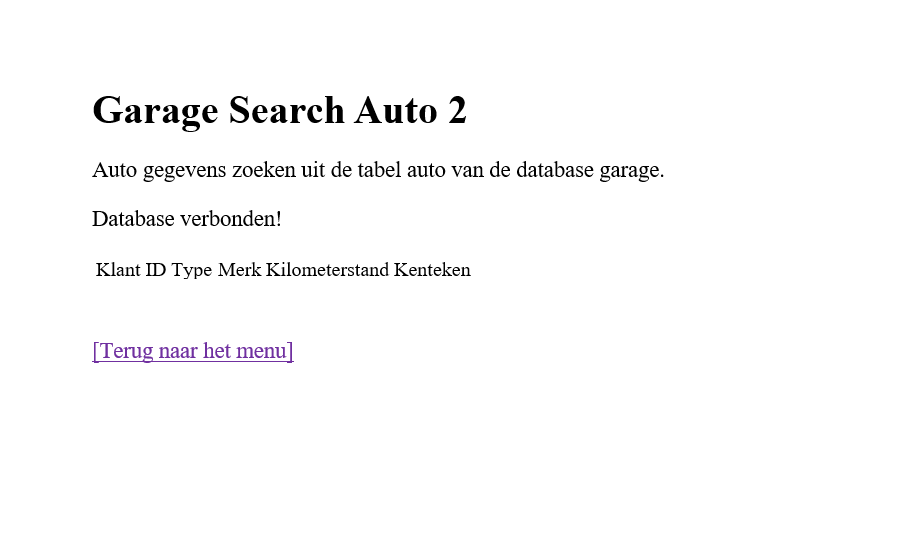 Garage Search Auto 2
Auto gegevens zoeken uit de tabel auto van de database garage.
Database verbonden!
Klant ID Type Merk Kilometerstand Kenteken
[Terug naar het menu]